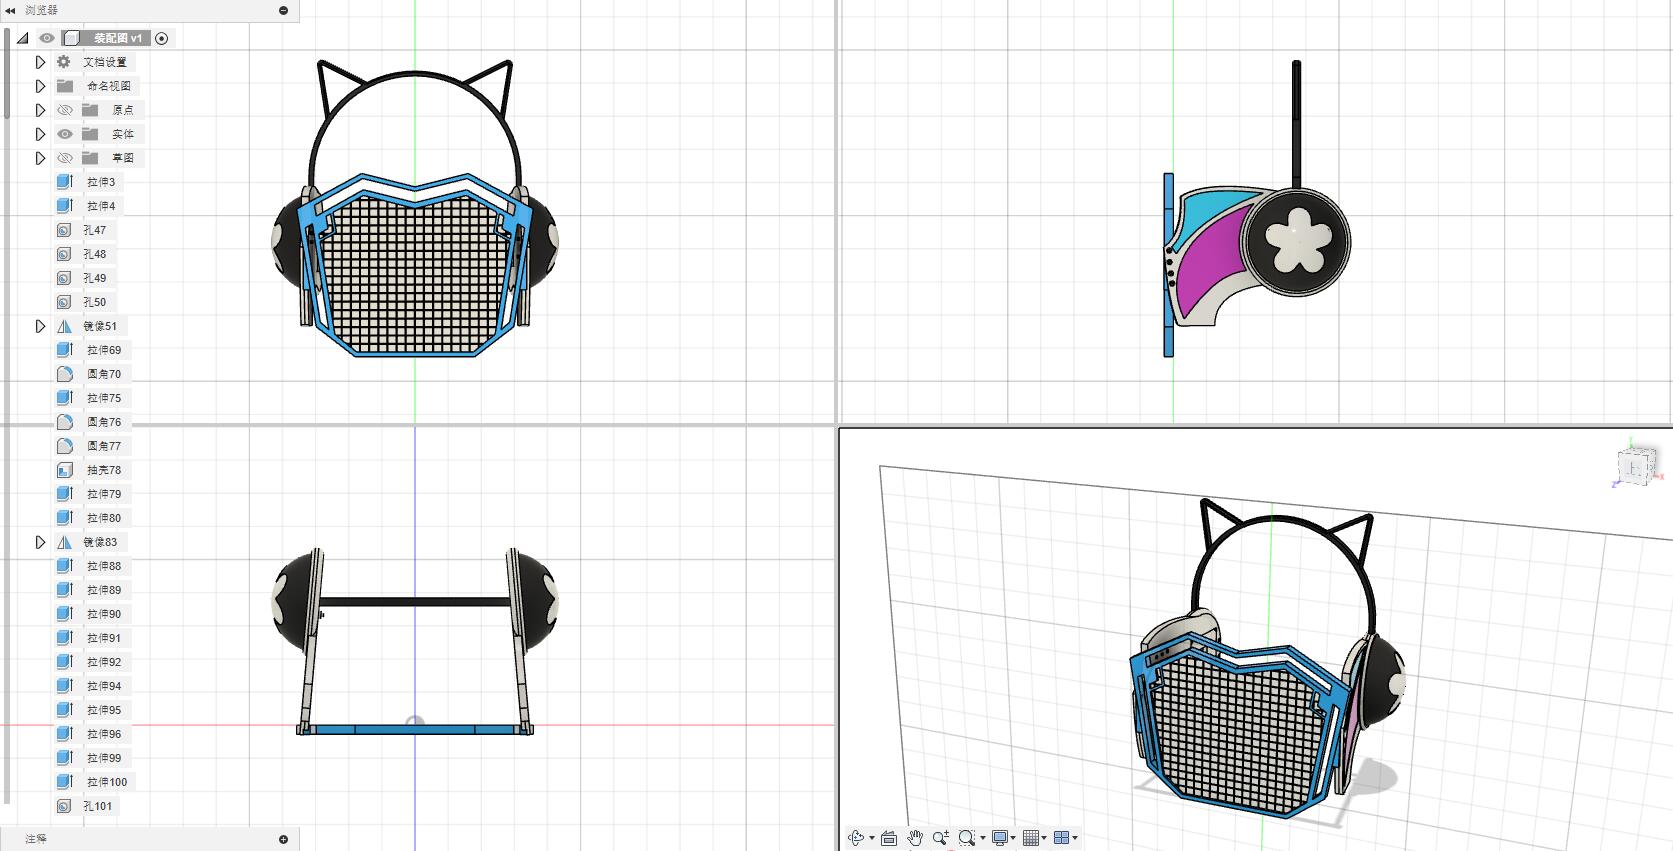 浏览器
装配图 v1
文档设置
命名视图
原点
实体
草图
拉伸3
拉伸4
孔47
孔48
孔49
孔50
镜像51
拉伸69
圆角70
拉伸75
圆角76
圆角77
抽壳78
拉伸79
拉伸80
镜像83
拉伸88
拉伸89
拉伸90
拉伸91
拉伸92
拉伸94
拉伸95
拉伸96
拉伸99
拉伸100
孔101
注释
Y
上
Z
X